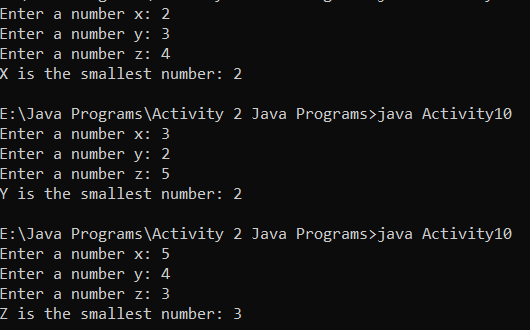 Enter a number x: 2
Enter a number y: 3
Enter a number z: 4
X is the smallest number: 2
E:\Java Programs\Activity 2 Java Programs>java Activity10
Enter a number x: 3
Enter a number y: 2
Enter a number z: 5
Y is the smallest number: 2
E:\Java Programs\Activity 2 Java Programs>java Activity10
Enter a number x: 5
Enter a number y: 4
Enter a number z: 3
Z is the smallest number: 3